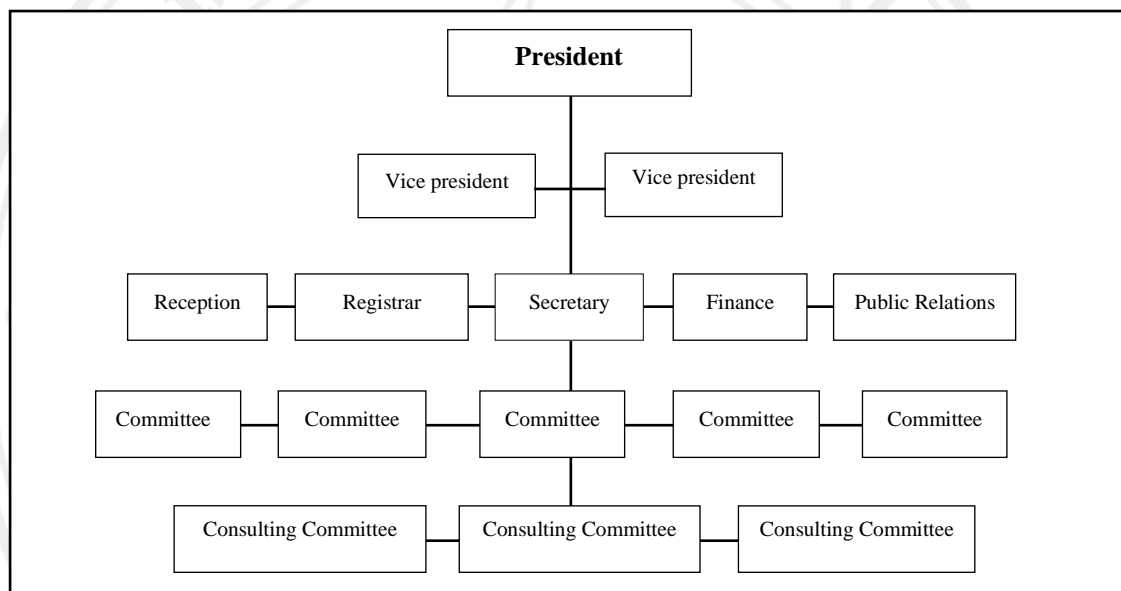 President
Vice president
Vice president
Reception
Registrar
Secretary
Finance
Public Relations
Committee
Committee
Committee
Committee
Committee
Consulting Committee
Consulting Committee
Consulting Committee